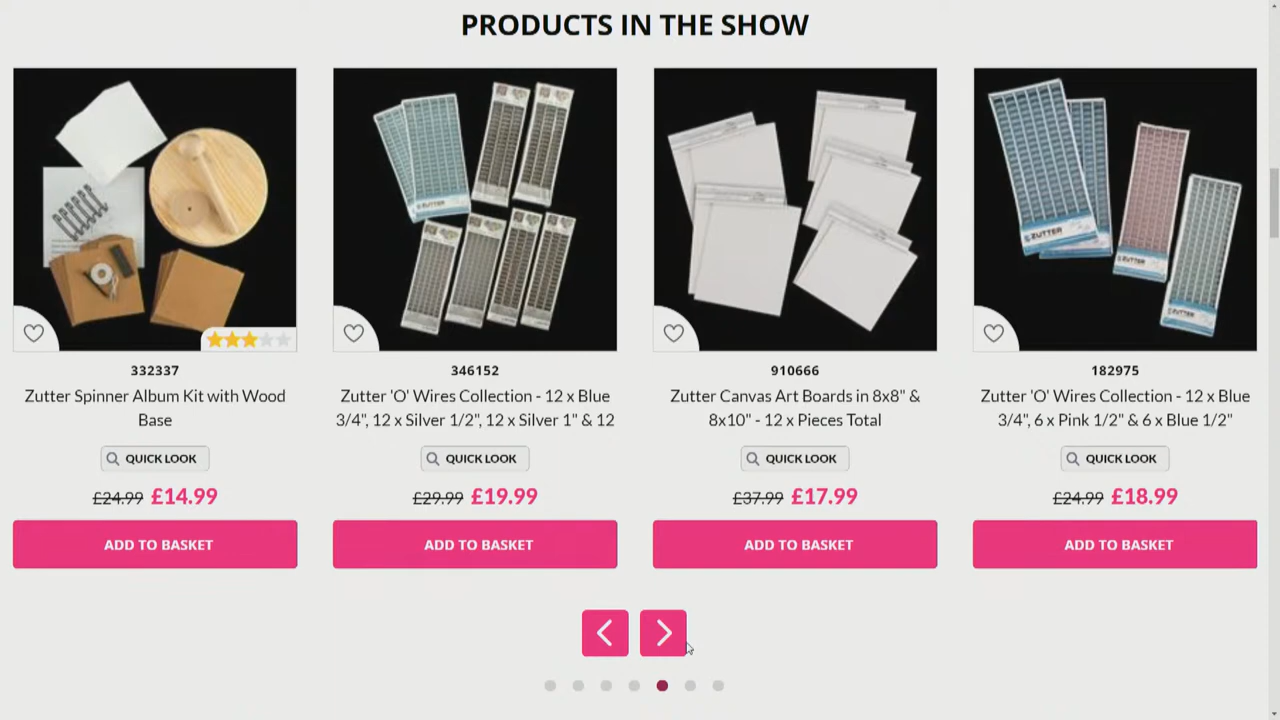 PRODUCTS IN THE SHOW
ZUTTER
ZUTTER
ZUTTER
ZUTTER
332337
Zutter Spinner Album Kit with Wood
Base
QUICK LOOK
£24.99 £14.99
ADD TO BASKET
346152
Zutter 'O' Wires Collection - 12 x Blue
3/4", 12 x Silver 1/2", 12 x Silver 1" & 12
QUICK LOOK
£29.99 £19.99
ADD TO BASKET
910666
Zutter Canvas Art Boards in 8x8" &
8x10" - 12 x Pieces Total
QUICK LOOK
£37.99 £17.99
ADD TO BASKET
182975
Zutter 'O' Wires Collection - 12 x Blue
3/4", 6 x Pink 1/2" & 6 x Blue 1/2"
QUICK LOOK
£24.99 £18.99
ADD TO BASKET